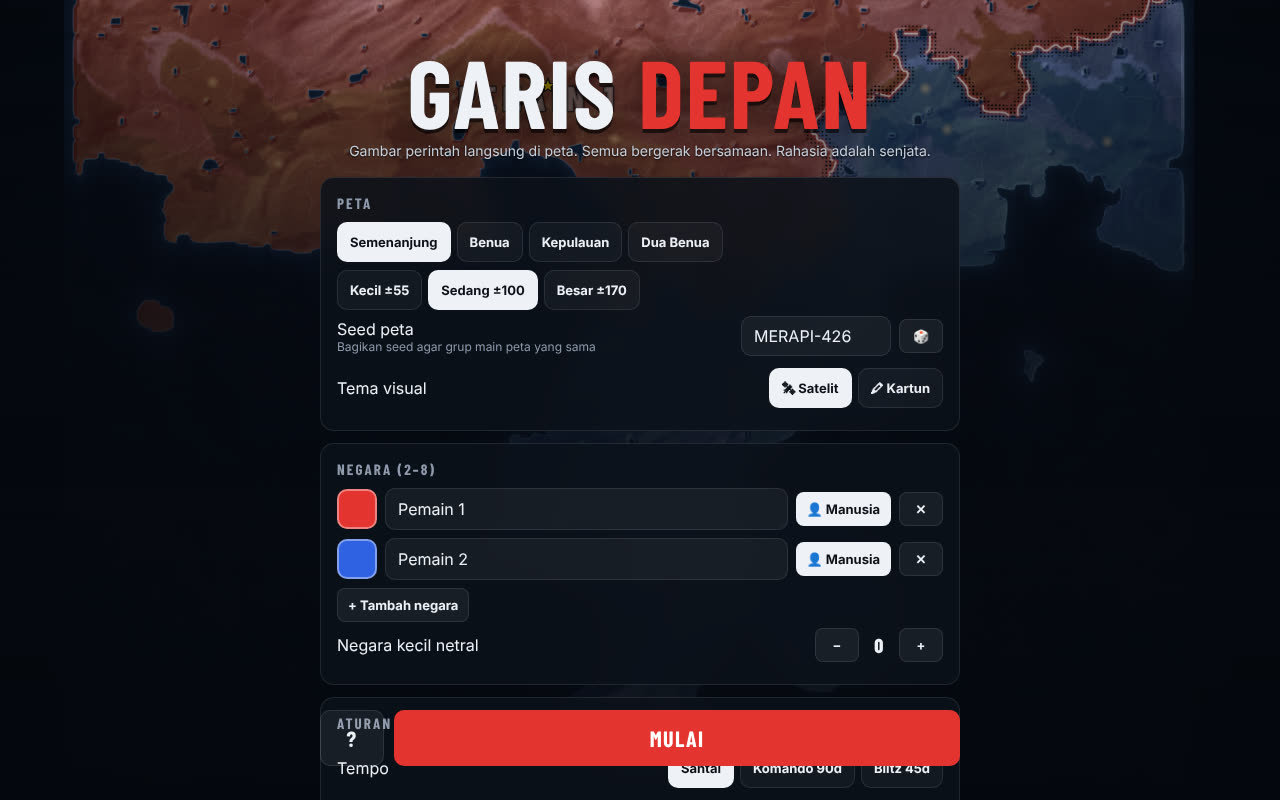 GARIS DEPAN
Gambar perintah langsung di peta. Semua bergerak bersamaan. Rahasia adalah senjata.
PETA
Semenanjung Benua Kepulauan Dua Benua
Kecil ±55 Sedang ±100 Besar ±170
Seed peta MERAPI-426
Bagikan seed agar grup main peta yang sama
Tema visual Satelit Kartun
NEGARA (2–8)
Pemain 1 Manusia ✕
Pemain 2 Manusia ✕
+ Tambah negara
Negara kecil netral − 0 +
ATURAN
? MULAI
Tempo Santai Komando 90d Blitz 45d